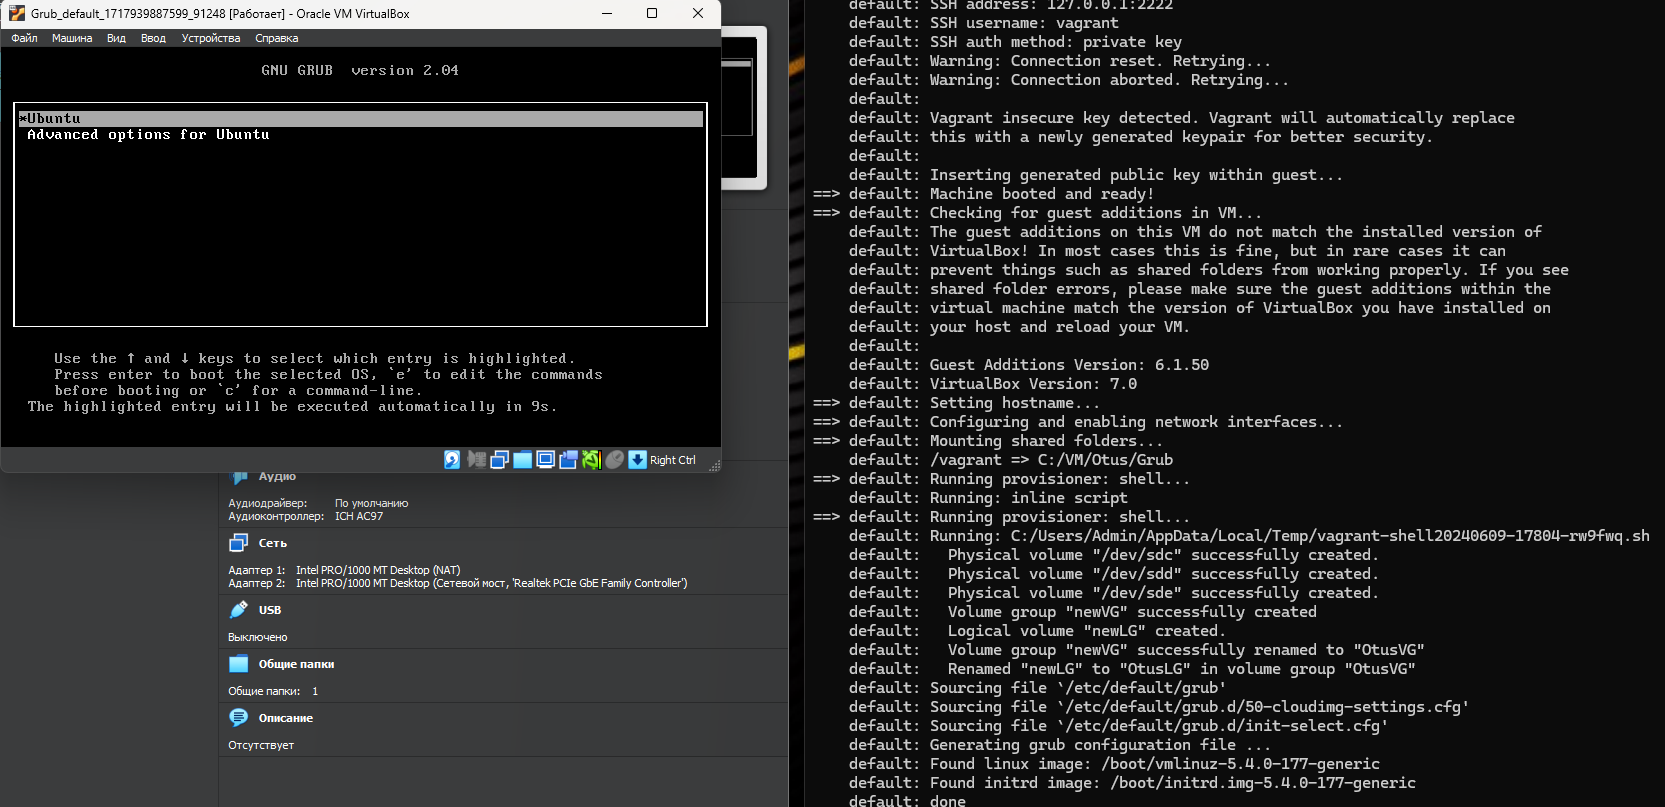 Grub_default_1717939887599_91248 [Работает] - Oracle VM VirtualBox
Файл Машина Вид Ввод Устройства Справка
GNU GRUB version 2.04
*Ubuntu
Advanced options for Ubuntu
Use the ↑ and ↓ keys to select which entry is highlighted.
Press enter to boot the selected OS, `e' to edit the commands
before booting or `c' for a command-line.
The highlighted entry will be executed automatically in 9s.
Right Ctrl
Аудио
Аудиодрайвер: По умолчанию
Аудиоконтроллер: ICH AC97
Сеть
Адаптер 1: Intel PRO/1000 MT Desktop (NAT)
Адаптер 2: Intel PRO/1000 MT Desktop (Сетевой мост, 'Realtek PCIe GbE Family Controller')
USB
Выключено
Общие папки
Общие папки: 1
Описание
Отсутствует
default: SSH address: 127.0.0.1:2222
default: SSH username: vagrant
default: SSH auth method: private key
default: Warning: Connection reset. Retrying...
default: Warning: Connection aborted. Retrying...
default:
default: Vagrant insecure key detected. Vagrant will automatically replace
default: this with a newly generated keypair for better security.
default:
default: Inserting generated public key within guest...
==> default: Machine booted and ready!
==> default: Checking for guest additions in VM...
default: The guest additions on this VM do not match the installed version of
default: VirtualBox! In most cases this is fine, but in rare cases it can
default: prevent things such as shared folders from working properly. If you see
default: shared folder errors, please make sure the guest additions within the
default: virtual machine match the version of VirtualBox you have installed on
default: your host and reload your VM.
default:
default: Guest Additions Version: 6.1.50
default: VirtualBox Version: 7.0
==> default: Setting hostname...
==> default: Configuring and enabling network interfaces...
==> default: Mounting shared folders...
default: /vagrant => C:/VM/Otus/Grub
==> default: Running provisioner: shell...
default: Running: inline script
==> default: Running provisioner: shell...
default: Running: C:/Users/Admin/AppData/Local/Temp/vagrant-shell20240609-17804-rw9fwq.sh
default: Physical volume "/dev/sdc" successfully created.
default: Physical volume "/dev/sdd" successfully created.
default: Physical volume "/dev/sde" successfully created.
default: Volume group "newVG" successfully created
default: Logical volume "newLG" created.
default: Volume group "newVG" successfully renamed to "OtusVG"
default: Renamed "newLG" to "OtusLG" in volume group "OtusVG"
default: Sourcing file `/etc/default/grub'
default: Sourcing file `/etc/default/grub.d/50-cloudimg-settings.cfg'
default: Sourcing file `/etc/default/grub.d/init-select.cfg'
default: Generating grub configuration file ...
default: Found linux image: /boot/vmlinuz-5.4.0-177-generic
default: Found initrd image: /boot/initrd.img-5.4.0-177-generic
default: done